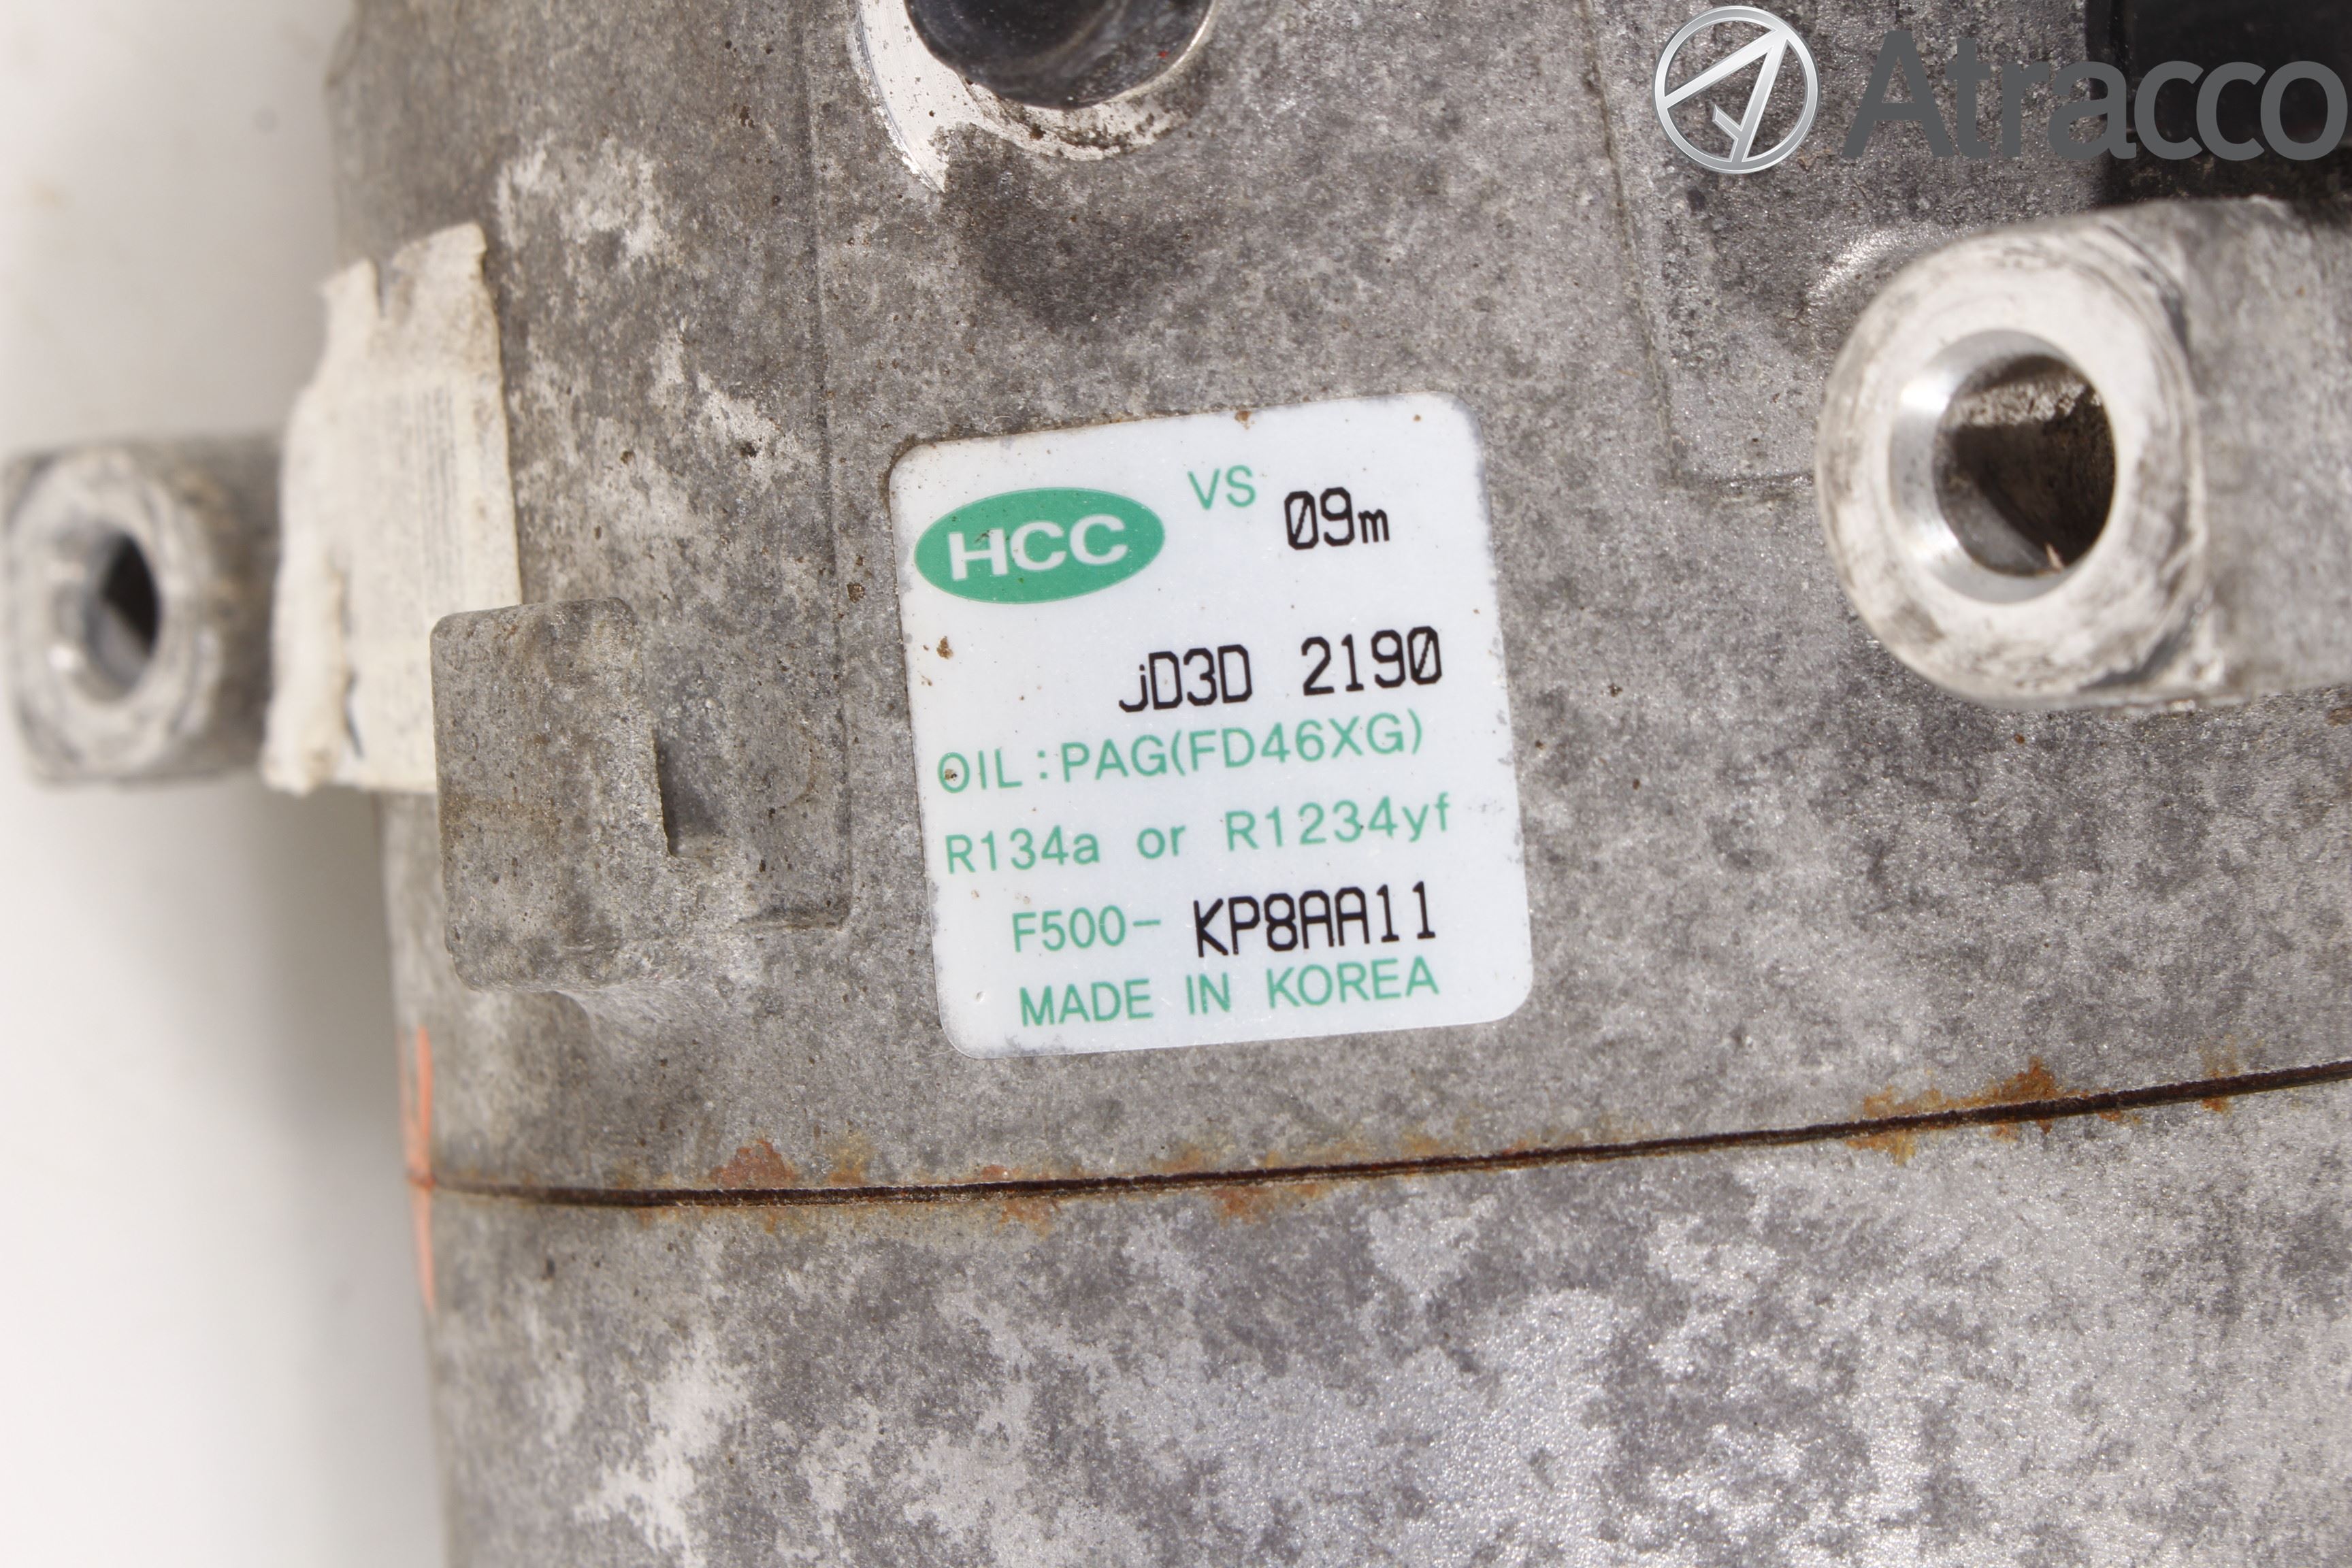 Atracco
HCC VS 09m
jD3D 2190
OIL:PAG(FD46XG)
R134a or R1234yf
F500-KP8AA11
MADE IN KOREA